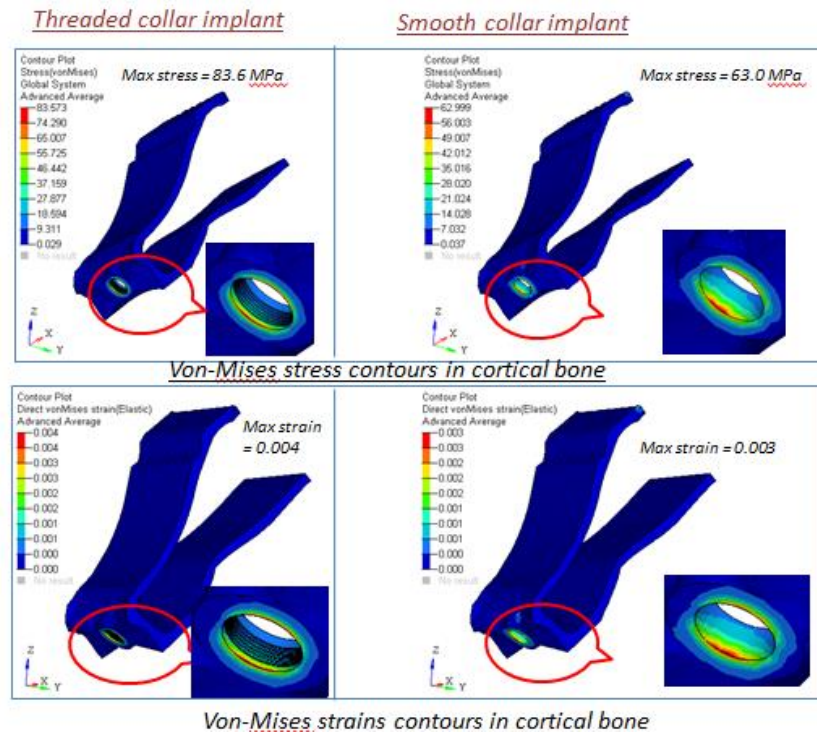 Threaded collar implant
Smooth collar implant
Contour Plot
Stress(vonMises)
Global System
Advanced Average
83.573
74.290
65.007
55.725
46.442
37.159
27.877
18.594
9.311
0.029
No result
Max stress = 83.6 MPa
Z
X
Y
Contour Plot
Stress(vonMises)
Global System
Advanced Average
62.999
56.003
49.007
42.012
35.016
28.020
21.024
14.028
7.032
0.037
No result
Max stress = 63.0 MPa
Z
X
Y
Von-Mises stress contours in cortical bone
Contour Plot
Direct vonMises strain(Elastic)
Advanced Average
0.004
0.004
0.003
0.003
0.002
0.002
0.001
0.001
0.000
0.000
No result
Max strain
= 0.004
Z
X
Y
Contour Plot
Direct vonMises strain(Elastic)
Advanced Average
0.003
0.003
0.002
0.002
0.002
0.001
0.001
0.001
0.000
0.000
No result
Max strain = 0.003
Z
X
Y
Von-Mises strains contours in cortical bone